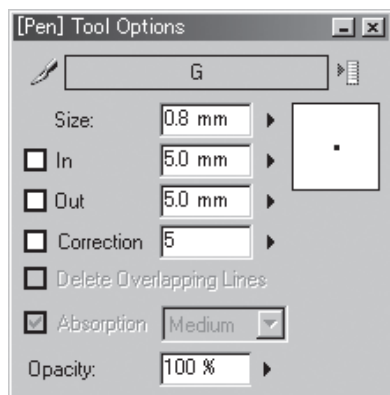 [Pen] Tool Options
G
Size: 0.8 mm
In 5.0 mm
Out 5.0 mm
Correction 5
Delete Overlapping Lines
Absorption Medium
Opacity: 100 %